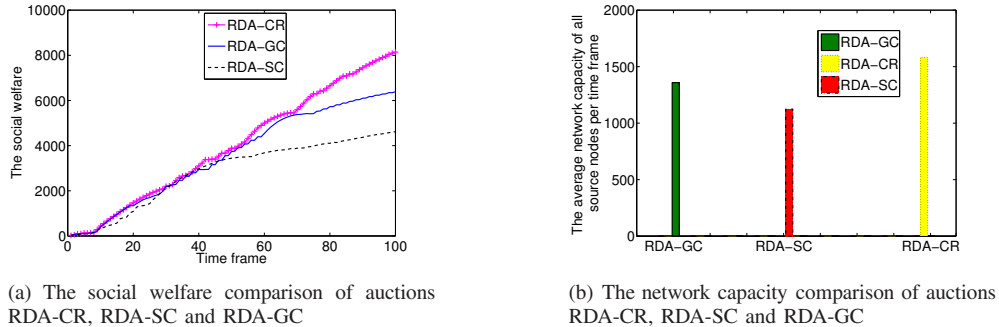 10000
8000
6000
4000
2000
0
The social welfare
RDA-CR
RDA-GC
RDA-SC
0
20
40
60
80
100
Time frame
(a) The social welfare comparison of auctions
RDA-CR, RDA-SC and RDA-GC
2000
1500
1000
500
0
The average network capacity of all
source nodes per time frame
RDA-GC
RDA-CR
RDA-SC
RDA-GC
RDA-SC
RDA-CR
(b) The network capacity comparison of auctions
RDA-CR, RDA-SC and RDA-GC